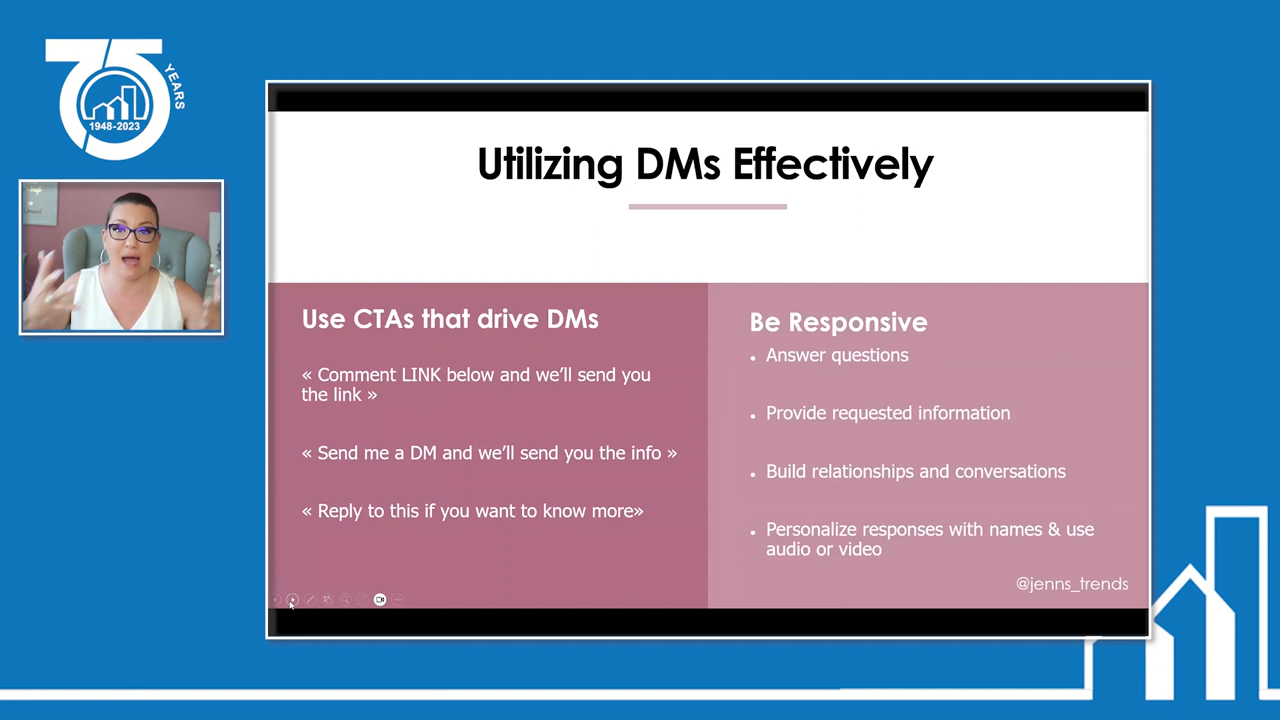 75
YEARS
1948-2023
Utilizing DMs Effectively
Use CTAs that drive DMs
« Comment LINK below and we'll send you
the link »
« Send me a DM and we'll send you the info »
« Reply to this if you want to know more»
Be Responsive
• Answer questions
• Provide requested information
• Build relationships and conversations
• Personalize responses with names & use
audio or video
@jenns_trends